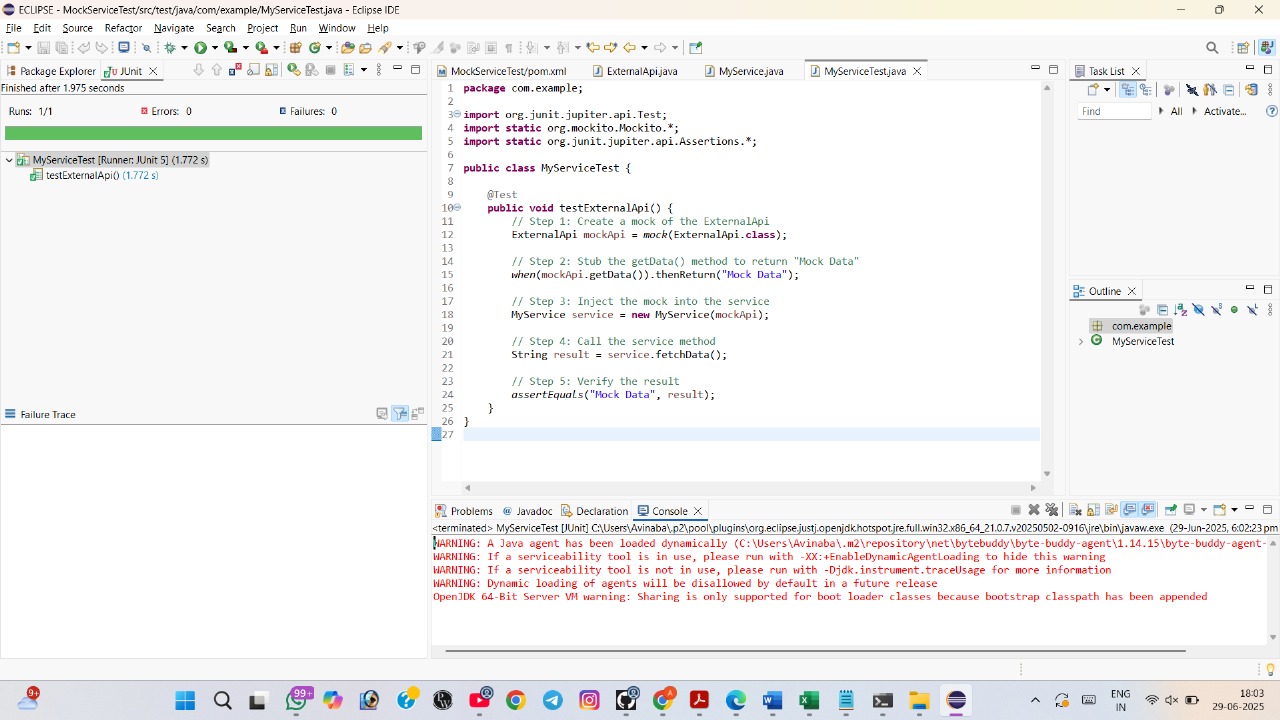 ECLIPSE - MockServiceTest/src/test/java/com/example/MyServiceTest.java - Eclipse IDE
File Edit Source Refactor Navigate Search Project Run Window Help
Package Explorer JUnit
Finished after 1.975 seconds
Runs: 1/1 Errors: 0 Failures: 0
MyServiceTest [Runner: JUnit 5] (1.772 s)
testExternalApi() (1.772 s)
Failure Trace
MockServiceTest/pom.xml ExternalApi.java MyService.java MyServiceTest.java
1 package com.example;
2
3 import org.junit.jupiter.api.Test;
4 import static org.mockito.Mockito.*;
5 import static org.junit.jupiter.api.Assertions.*;
6
7 public class MyServiceTest {
8
9 @Test
10 public void testExternalApi() {
11 // Step 1: Create a mock of the ExternalApi
12 ExternalApi mockApi = mock(ExternalApi.class);
13
14 // Step 2: Stub the getData() method to return "Mock Data"
15 when(mockApi.getData()).thenReturn("Mock Data");
16
17 // Step 3: Inject the mock into the service
18 MyService service = new MyService(mockApi);
19
20 // Step 4: Call the service method
21 String result = service.fetchData();
22
23 // Step 5: Verify the result
24 assertEquals("Mock Data", result);
25 }
26 }
27
Task List
Find All Activate...
Outline
com.example
MyServiceTest
Problems Javadoc Declaration Console
<terminated> MyServiceTest [JUnit] C:\Users\Avinaba\.p2\pool\plugins\org.eclipse.justj.openjdk.hotspot.jre.full.win32.x86_64_21.0.7.v20250502-0916\jre\bin\javaw.exe (29-Jun-2025, 6:02:23 pm
WARNING: A Java agent has been loaded dynamically (C:\Users\Avinaba\.m2\repository\net\bytebuddy\byte-buddy-agent\1.14.15\byte-buddy-agent-
WARNING: If a serviceability tool is in use, please run with -XX:+EnableDynamicAgentLoading to hide this warning
WARNING: If a serviceability tool is not in use, please run with -Djdk.instrument.traceUsage for more information
WARNING: Dynamic loading of agents will be disallowed by default in a future release
OpenJDK 64-Bit Server VM warning: Sharing is only supported for boot loader classes because bootstrap classpath has been appended
9+
99+
ENG
IN
18:03
29-06-2025